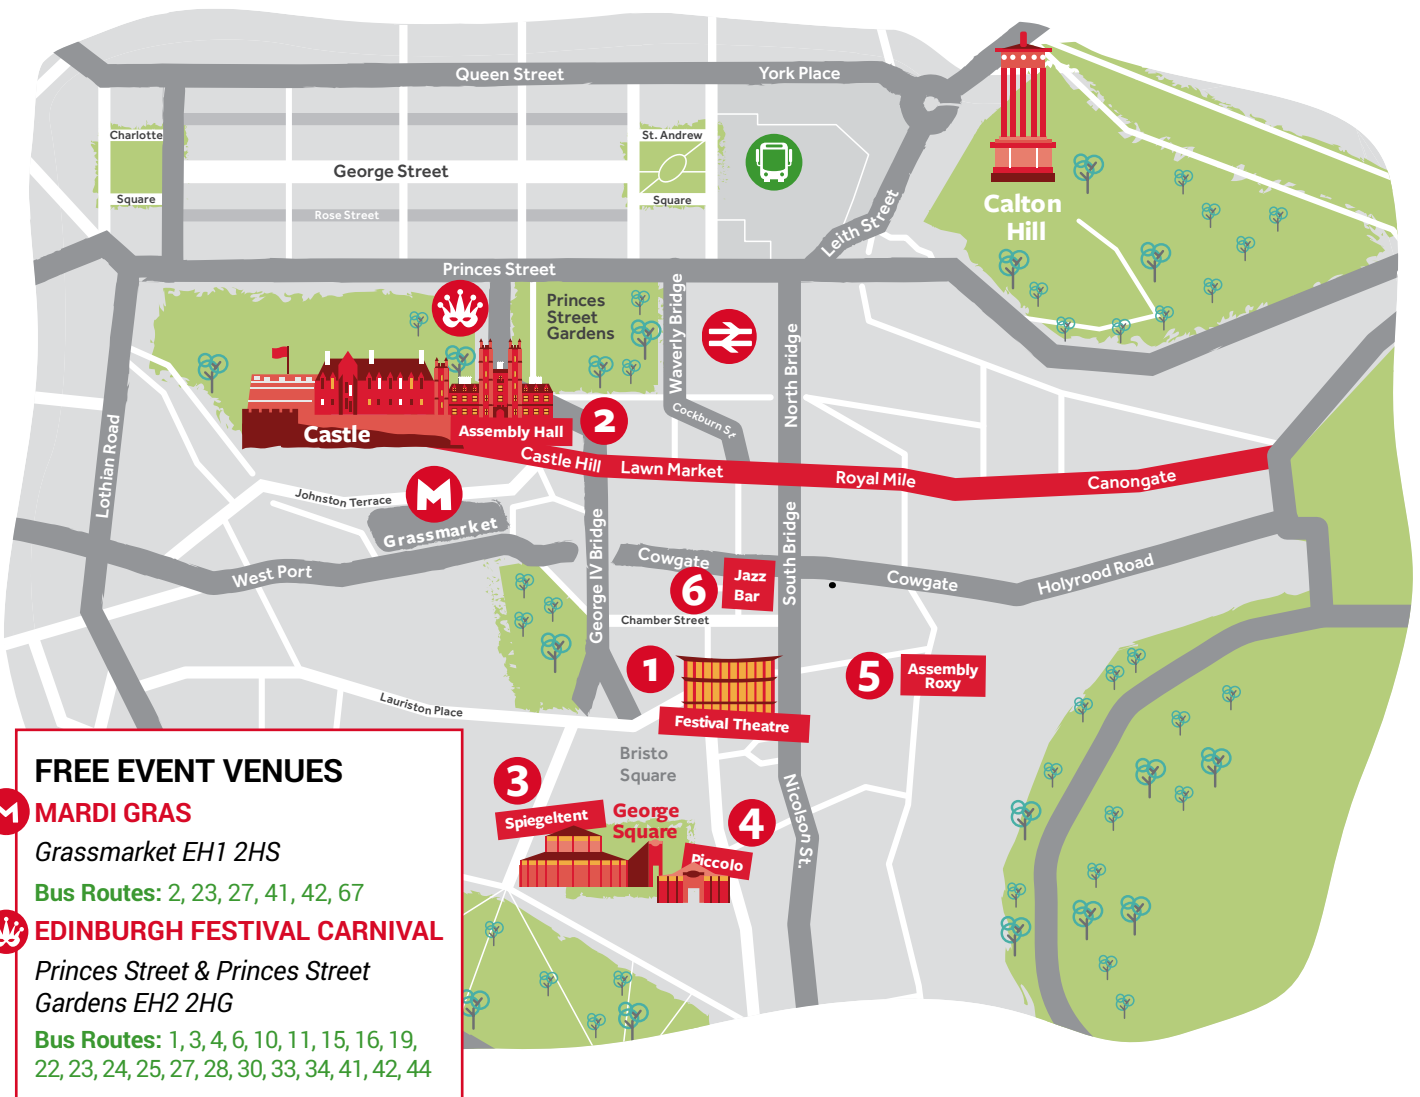 Queen Street
York Place
Charlotte
Square
St. Andrew
Square
George Street
Rose Street
Leith Street
Calton
Hill
Princes Street
Princes
Street
Gardens
Waverly Bridge
North Bridge
Cockburn St
Lothian Road
Castle
Assembly Hall
2
Castle Hill
Lawn Market
Royal Mile
Canongate
Johnston Terrace
M
Grassmarket
West Port
George IV Bridge
Cowgate
6
Jazz
Bar
South Bridge
Cowgate
Holyrood Road
Chamber Street
1
Festival Theatre
5
Assembly
Roxy
Lauriston Place
Bristo
Square
3
Spiegeltent
George
Square
4
Piccolo
Nicolson St.
FREE EVENT VENUES
M MARDI GRAS
Grassmarket EH1 2HS
Bus Routes: 2, 23, 27, 41, 42, 67
EDINBURGH FESTIVAL CARNIVAL
Princes Street & Princes Street
Gardens EH2 2HG
Bus Routes: 1, 3, 4, 6, 10, 11, 15, 16, 19,
22, 23, 24, 25, 27, 28, 30, 33, 34, 41, 42, 44